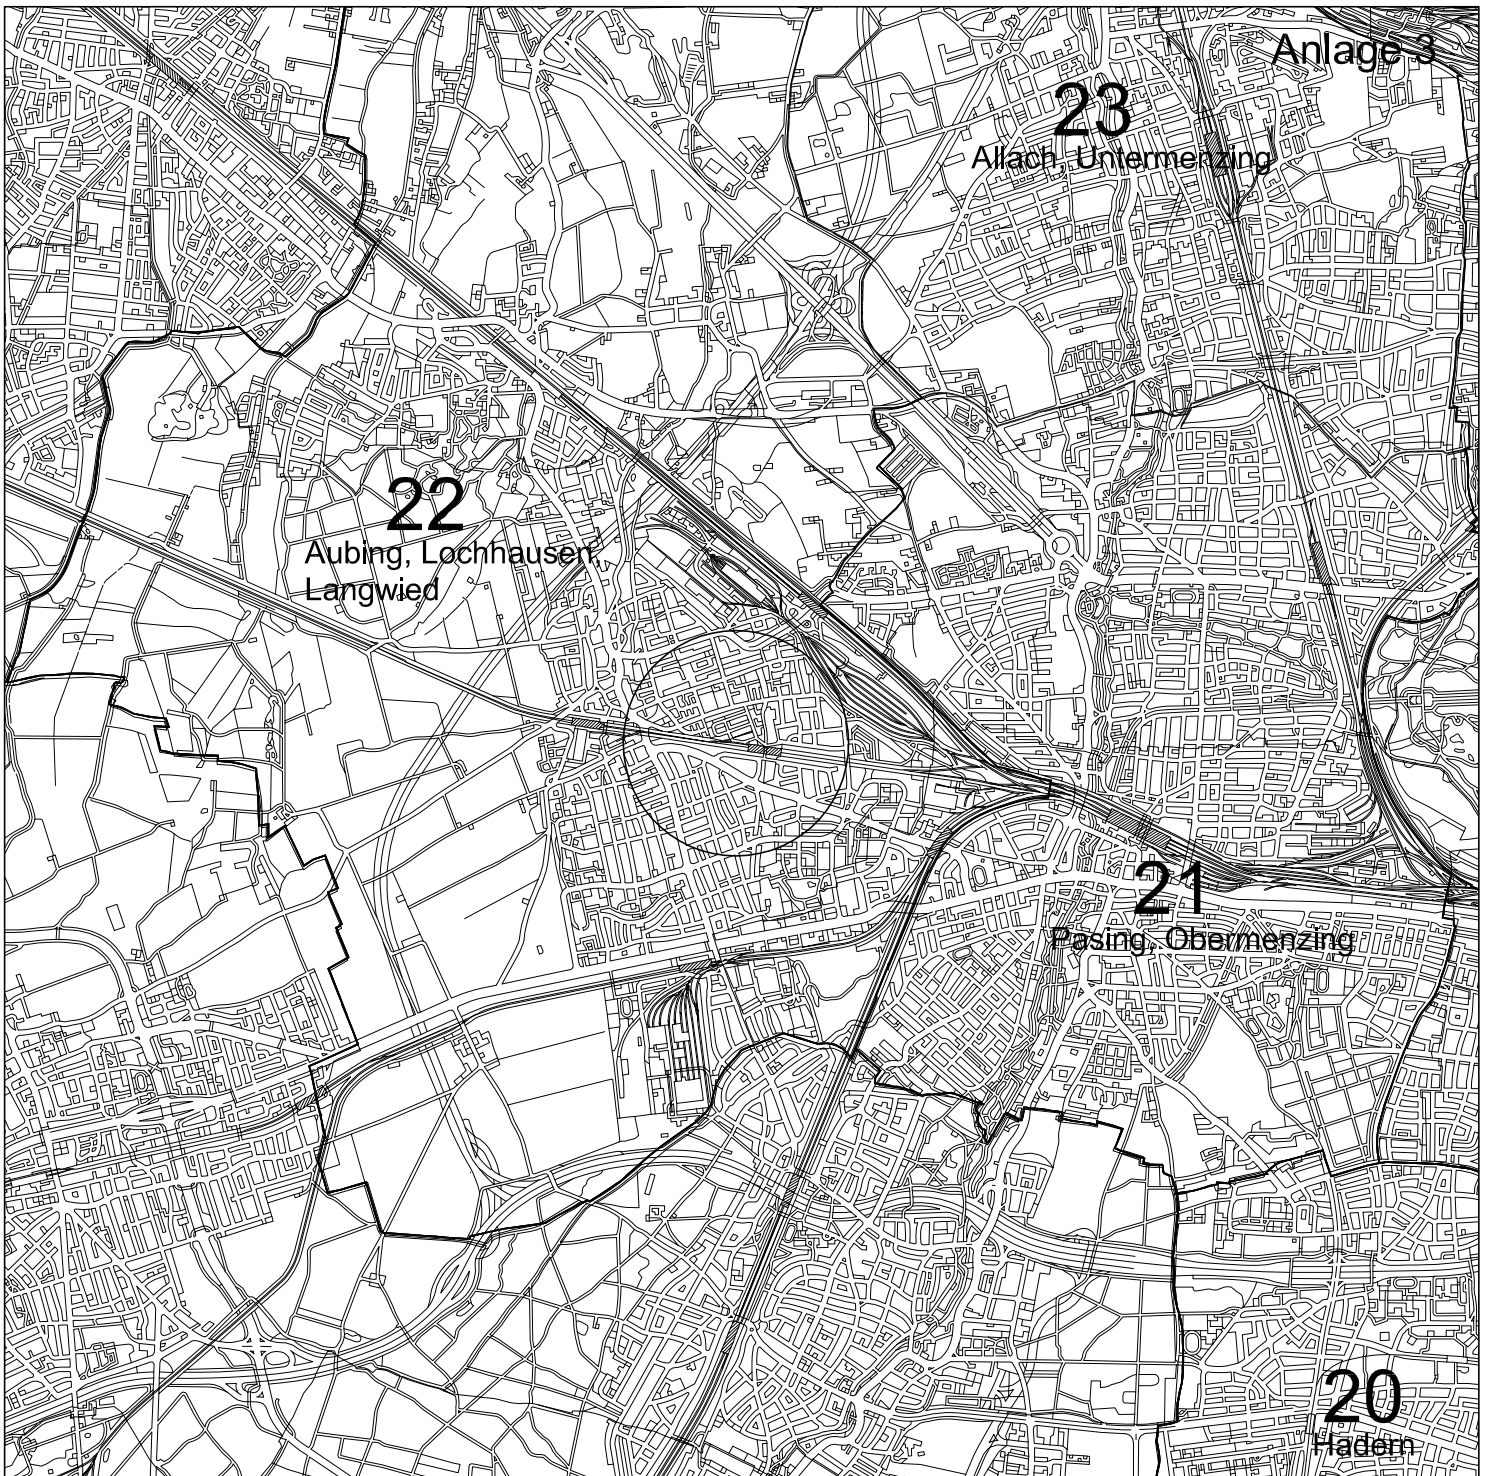 Anlage 3
23
Allach, Untermenzing
22
Aubing, Lochhausen,
Langwied
21
Pasing, Obermenzing
20
Hadern